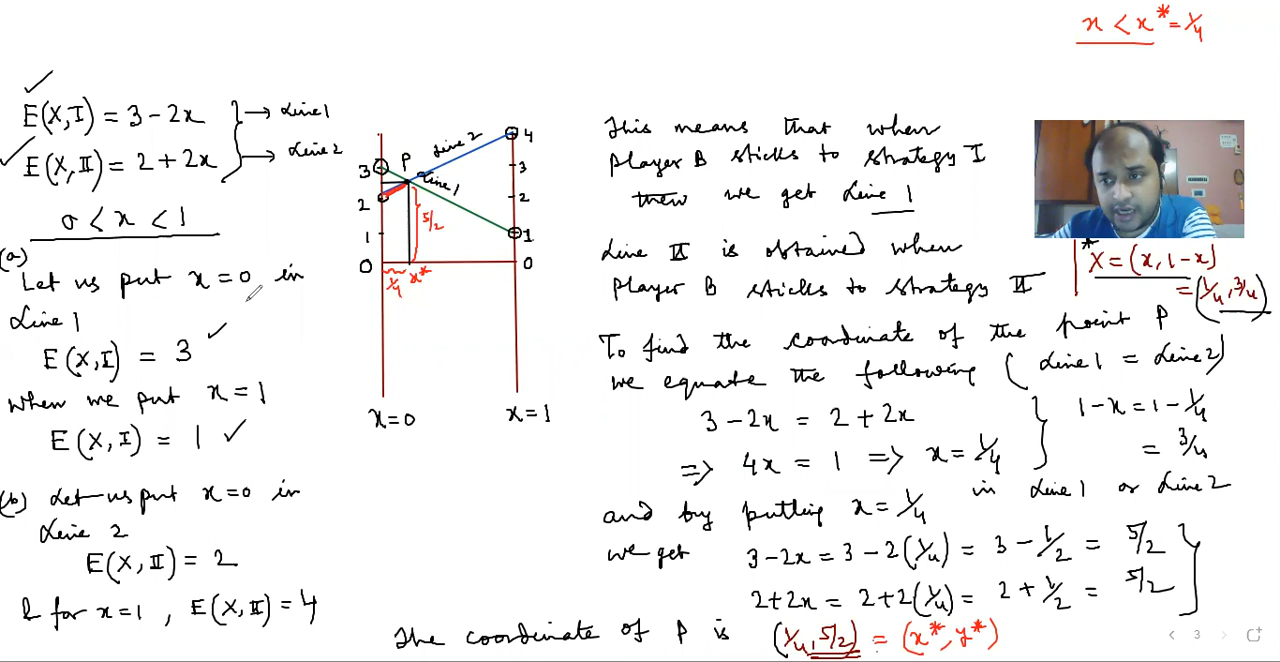 x < x* = 1/4
E(X,I) = 3 - 2x → Line 1
E(X,II) = 2 + 2x → Line 2
0 < x < 1
(a)
Let us put x = 0 in
Line 1
E(X,I) = 3
When we put x = 1
E(X,I) = 1
(b) Let us put x = 0 in
Line 2
E(X,II) = 2
& for x = 1, E(X,II) = 4
3
2
1
0
P
Line 2
Line 1
5/2
1/4
x*
4
3
2
1
0
x = 0
x = 1
This means that when
Player B sticks to strategy I
then we get Line 1
Line II is obtained when
Player B sticks to strategy II
* X = (x, 1-x)
= (1/4, 3/4)
To find the coordinate of the point P
we equate the following (Line 1 = Line 2)
3 - 2x = 2 + 2x
1 - x = 1 - 1/4
=> 4x = 1 => x = 1/4
= 3/4
and by putting x = 1/4 in Line 1 or Line 2
we get 3 - 2x = 3 - 2(1/4) = 3 - 1/2 = 5/2
2 + 2x = 2 + 2(1/4) = 2 + 1/2 = 5/2
The coordinate of P is (1/4, 5/2) = (x*, y*)
< 3 >